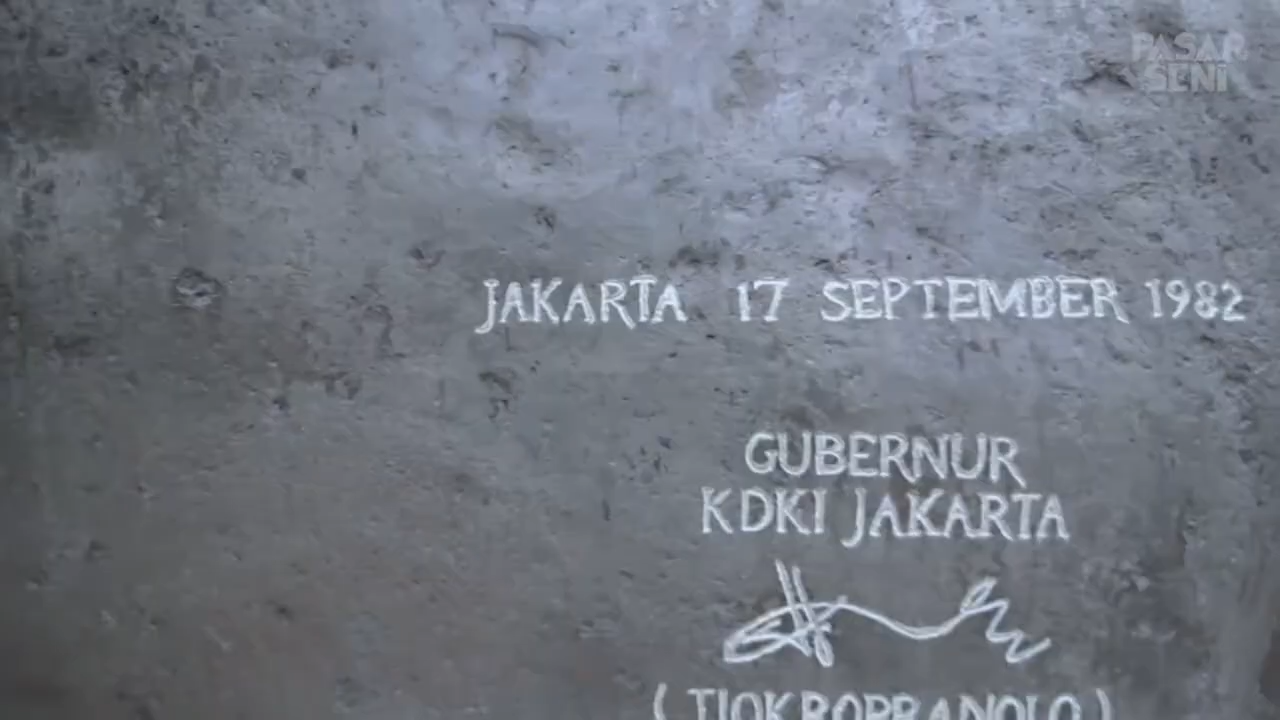 PASAR
SENI
JAKARTA 17 SEPTEMBER 1982
GUBERNUR
KDKI JAKARTA
(TJOKROPRANOLO)